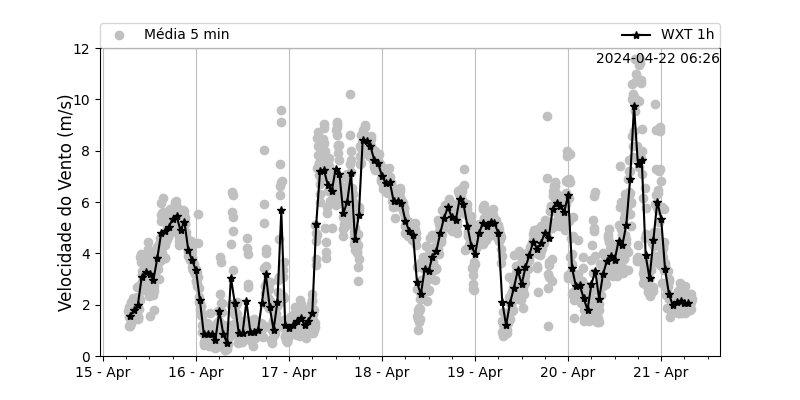 Média 5 min
WXT 1h
2024-04-22 06:26
Velocidade do Vento (m/s)
12
10
8
6
4
2
0
15 - Apr
16 - Apr
17 - Apr
18 - Apr
19 - Apr
20 - Apr
21 - Apr